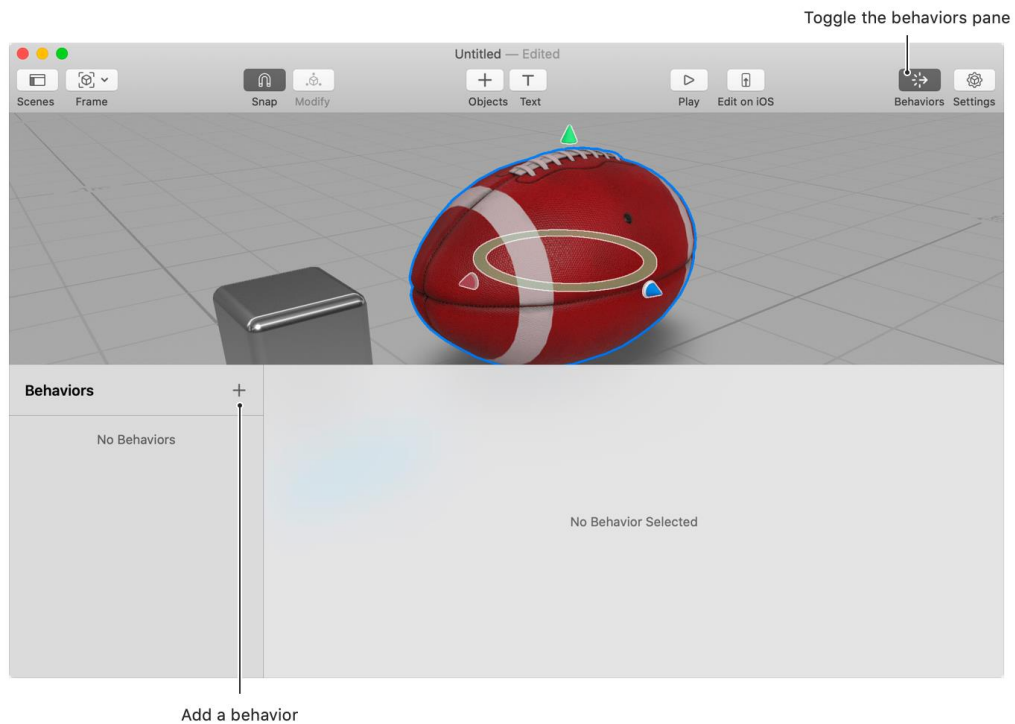 Toggle the behaviors pane
Untitled — Edited
Scenes Frame Snap Modify Objects Text Play Edit on iOS Behaviors Settings
Behaviors
No Behaviors
No Behavior Selected
Add a behavior